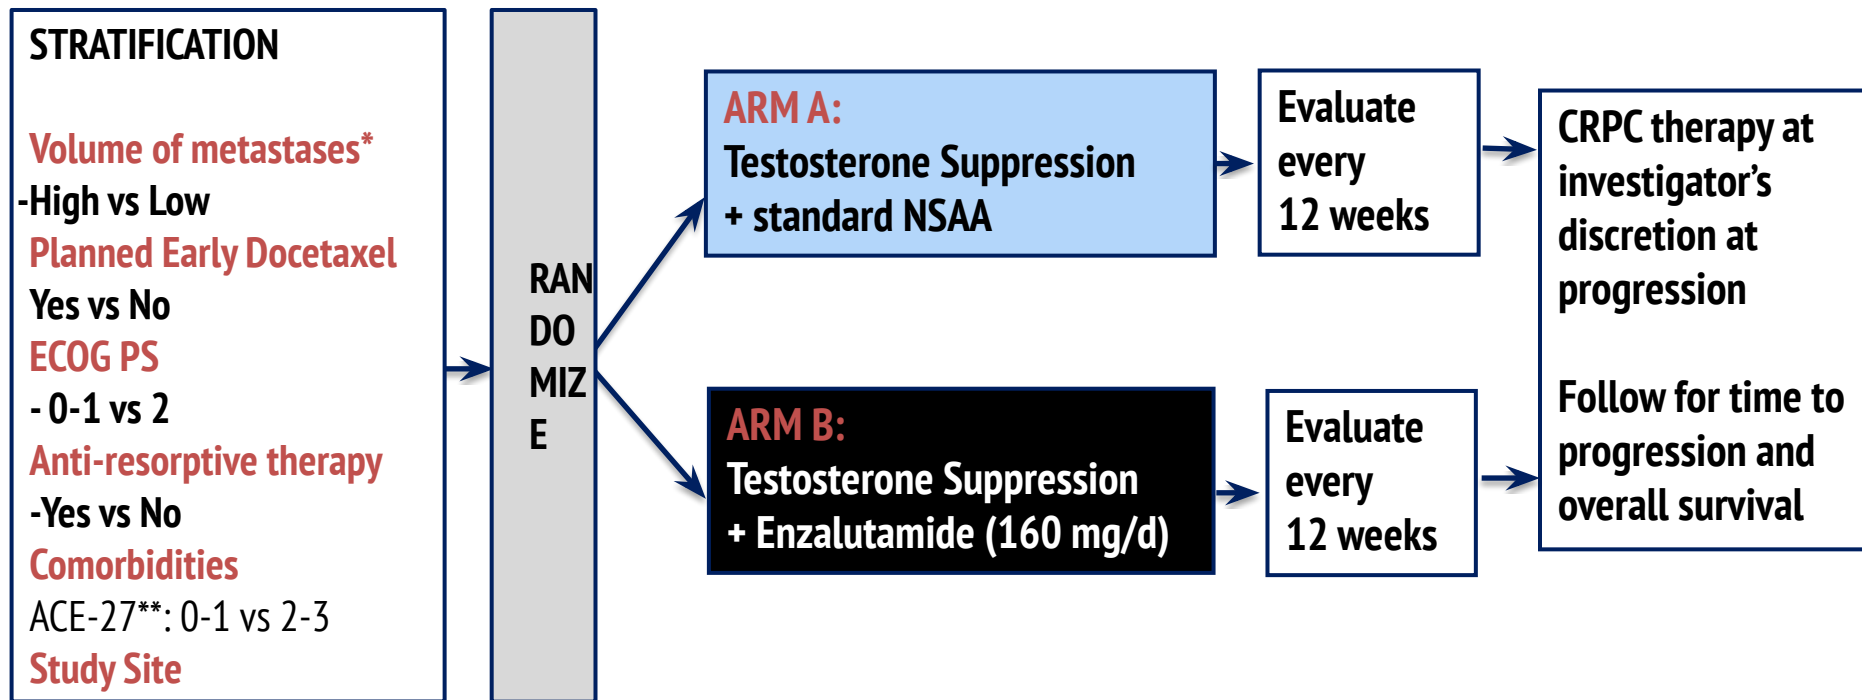 STRATIFICATION
Volume of metastases*
-High vs Low
Planned Early Docetaxel
Yes vs No
ECOG PS
- 0-1 vs 2
Anti-resorptive therapy
-Yes vs No
Comorbidities
ACE-27**: 0-1 vs 2-3
Study Site
RAN
DO
MIZ
E
ARM A:
Testosterone Suppression
+ standard NSAA
Evaluate
every
12 weeks
ARM B:
Testosterone Suppression
+ Enzalutamide (160 mg/d)
Evaluate
every
12 weeks
CRPC therapy at
investigator’s
discretion at
progression
Follow for time to
progression and
overall survival